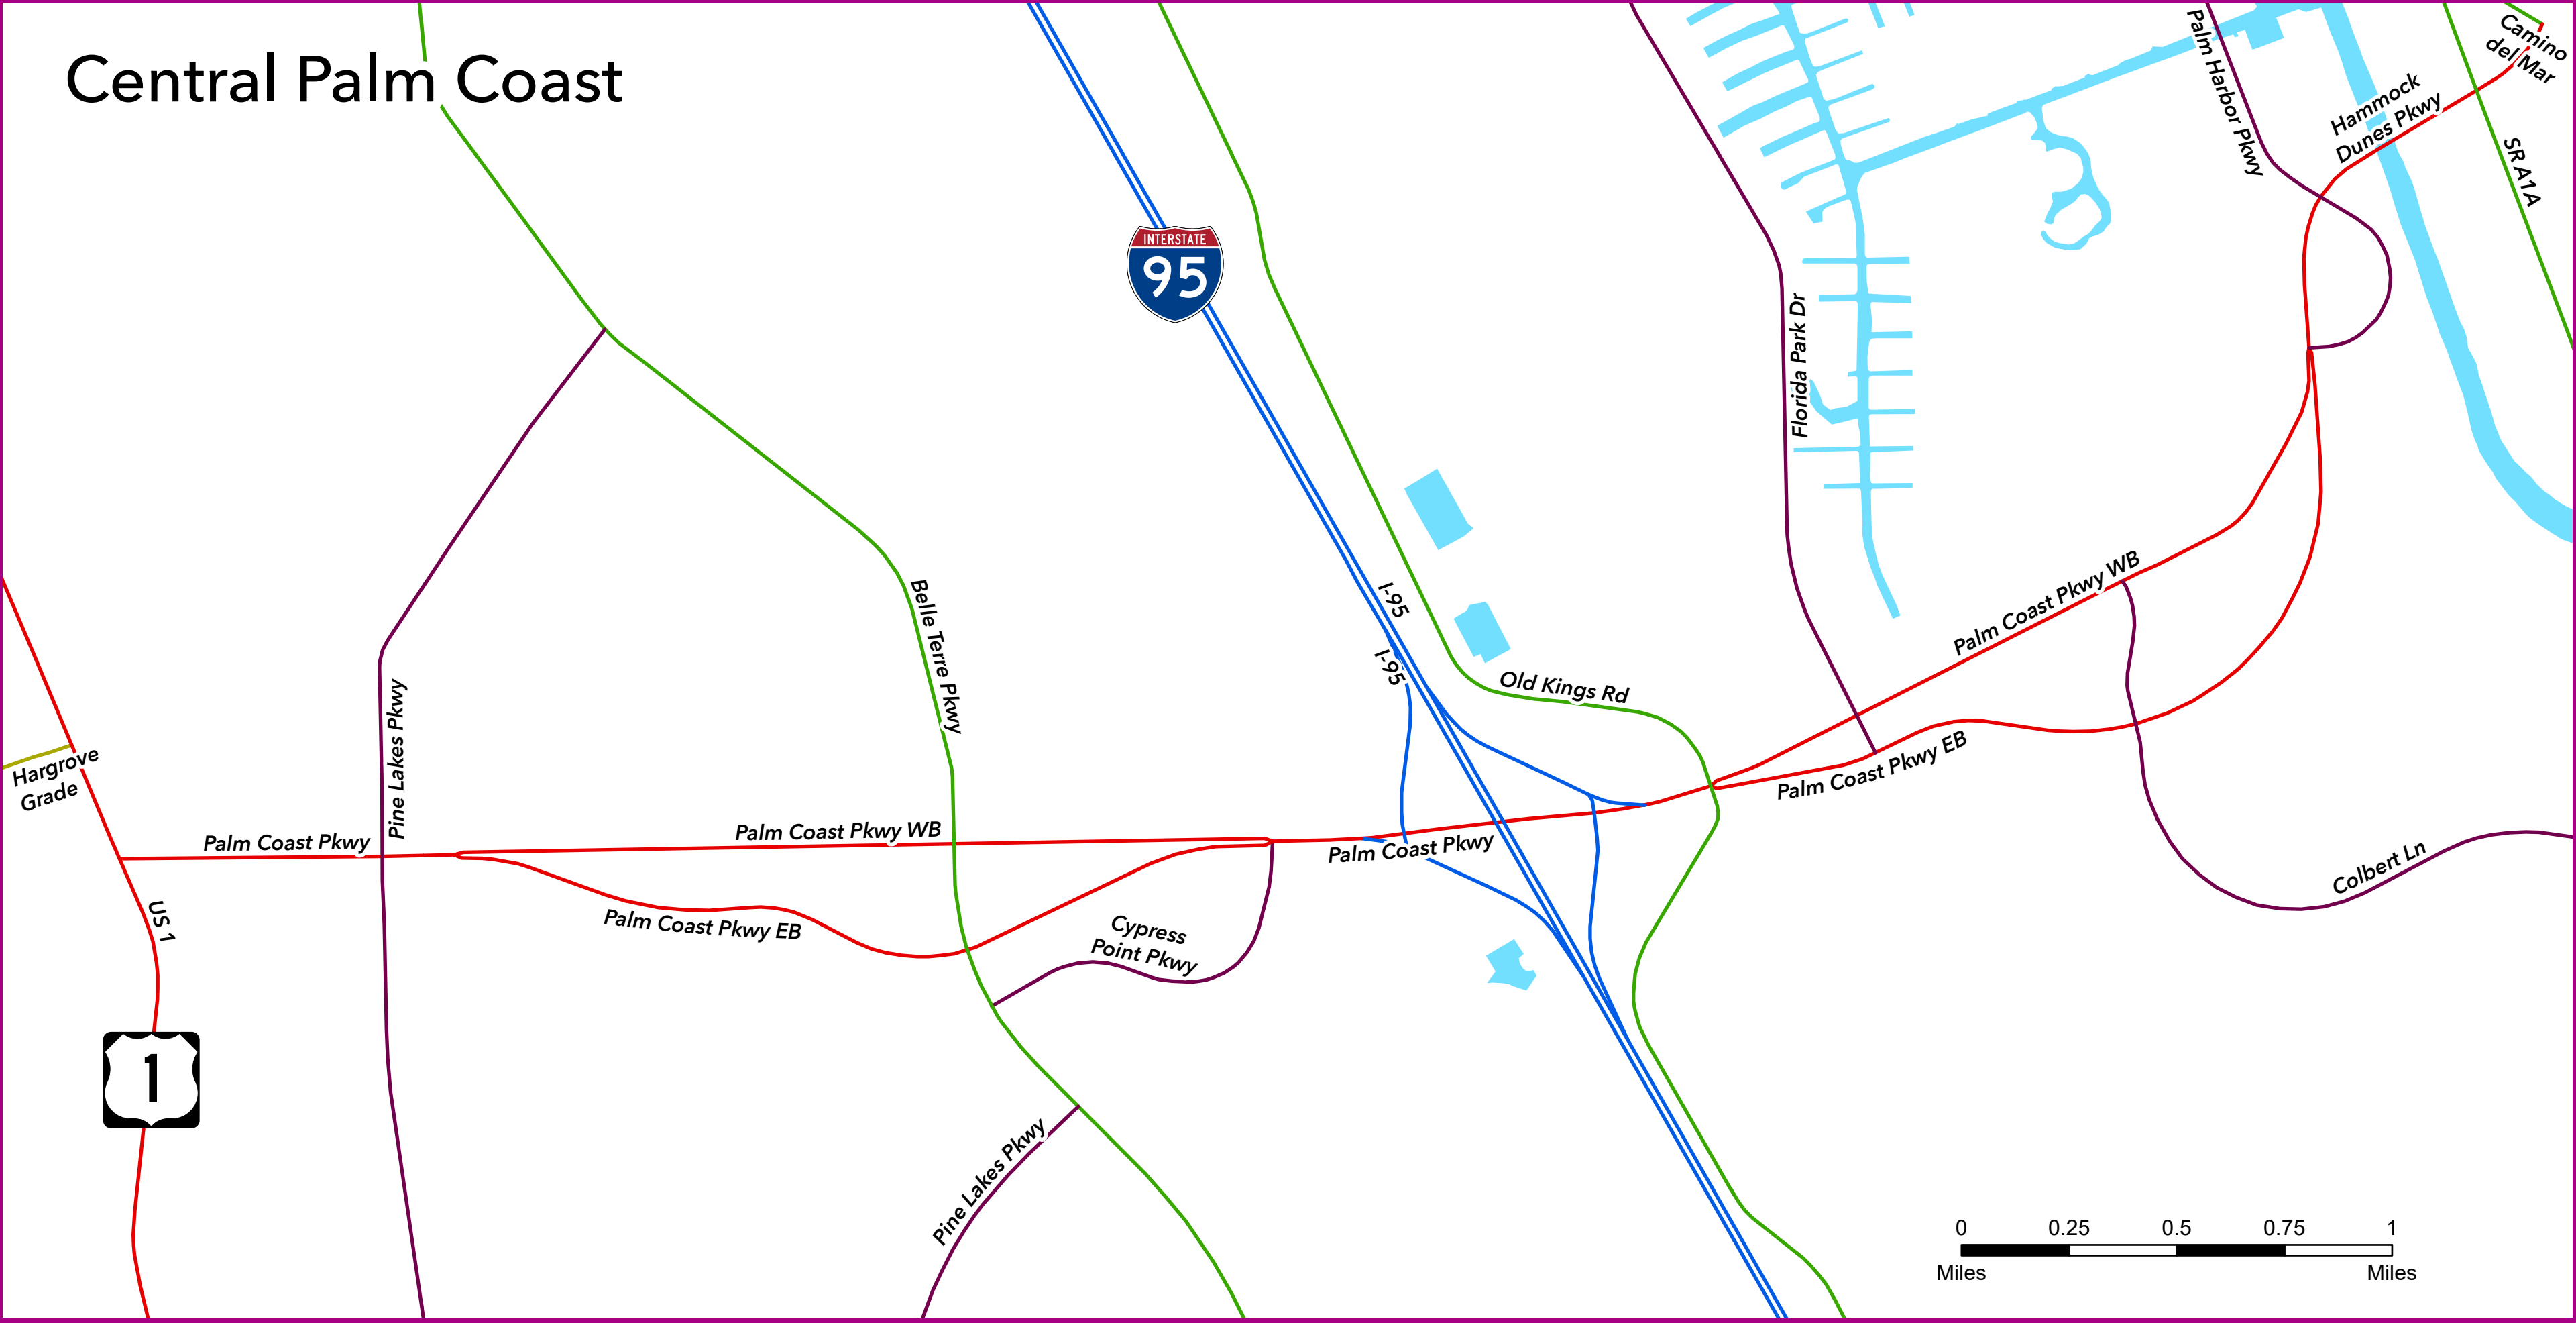 Central Palm Coast
Palm Harbor Pkwy
Camino
del Mar
Hammock
Dunes Pkwy
SR A1A
INTERSTATE
95
Florida Park Dr
I-95
I-95
Belle Terre Pkwy
Old Kings Rd
Palm Coast Pkwy WB
Pine Lakes Pkwy
Hargrove
Grade
Palm Coast Pkwy EB
Palm Coast Pkwy
Palm Coast Pkwy WB
Palm Coast Pkwy
Colbert Ln
US 1
Palm Coast Pkwy EB
Cypress
Point Pkwy
1
Pine Lakes Pkwy
0 0.25 0.5 0.75 1
Miles Miles